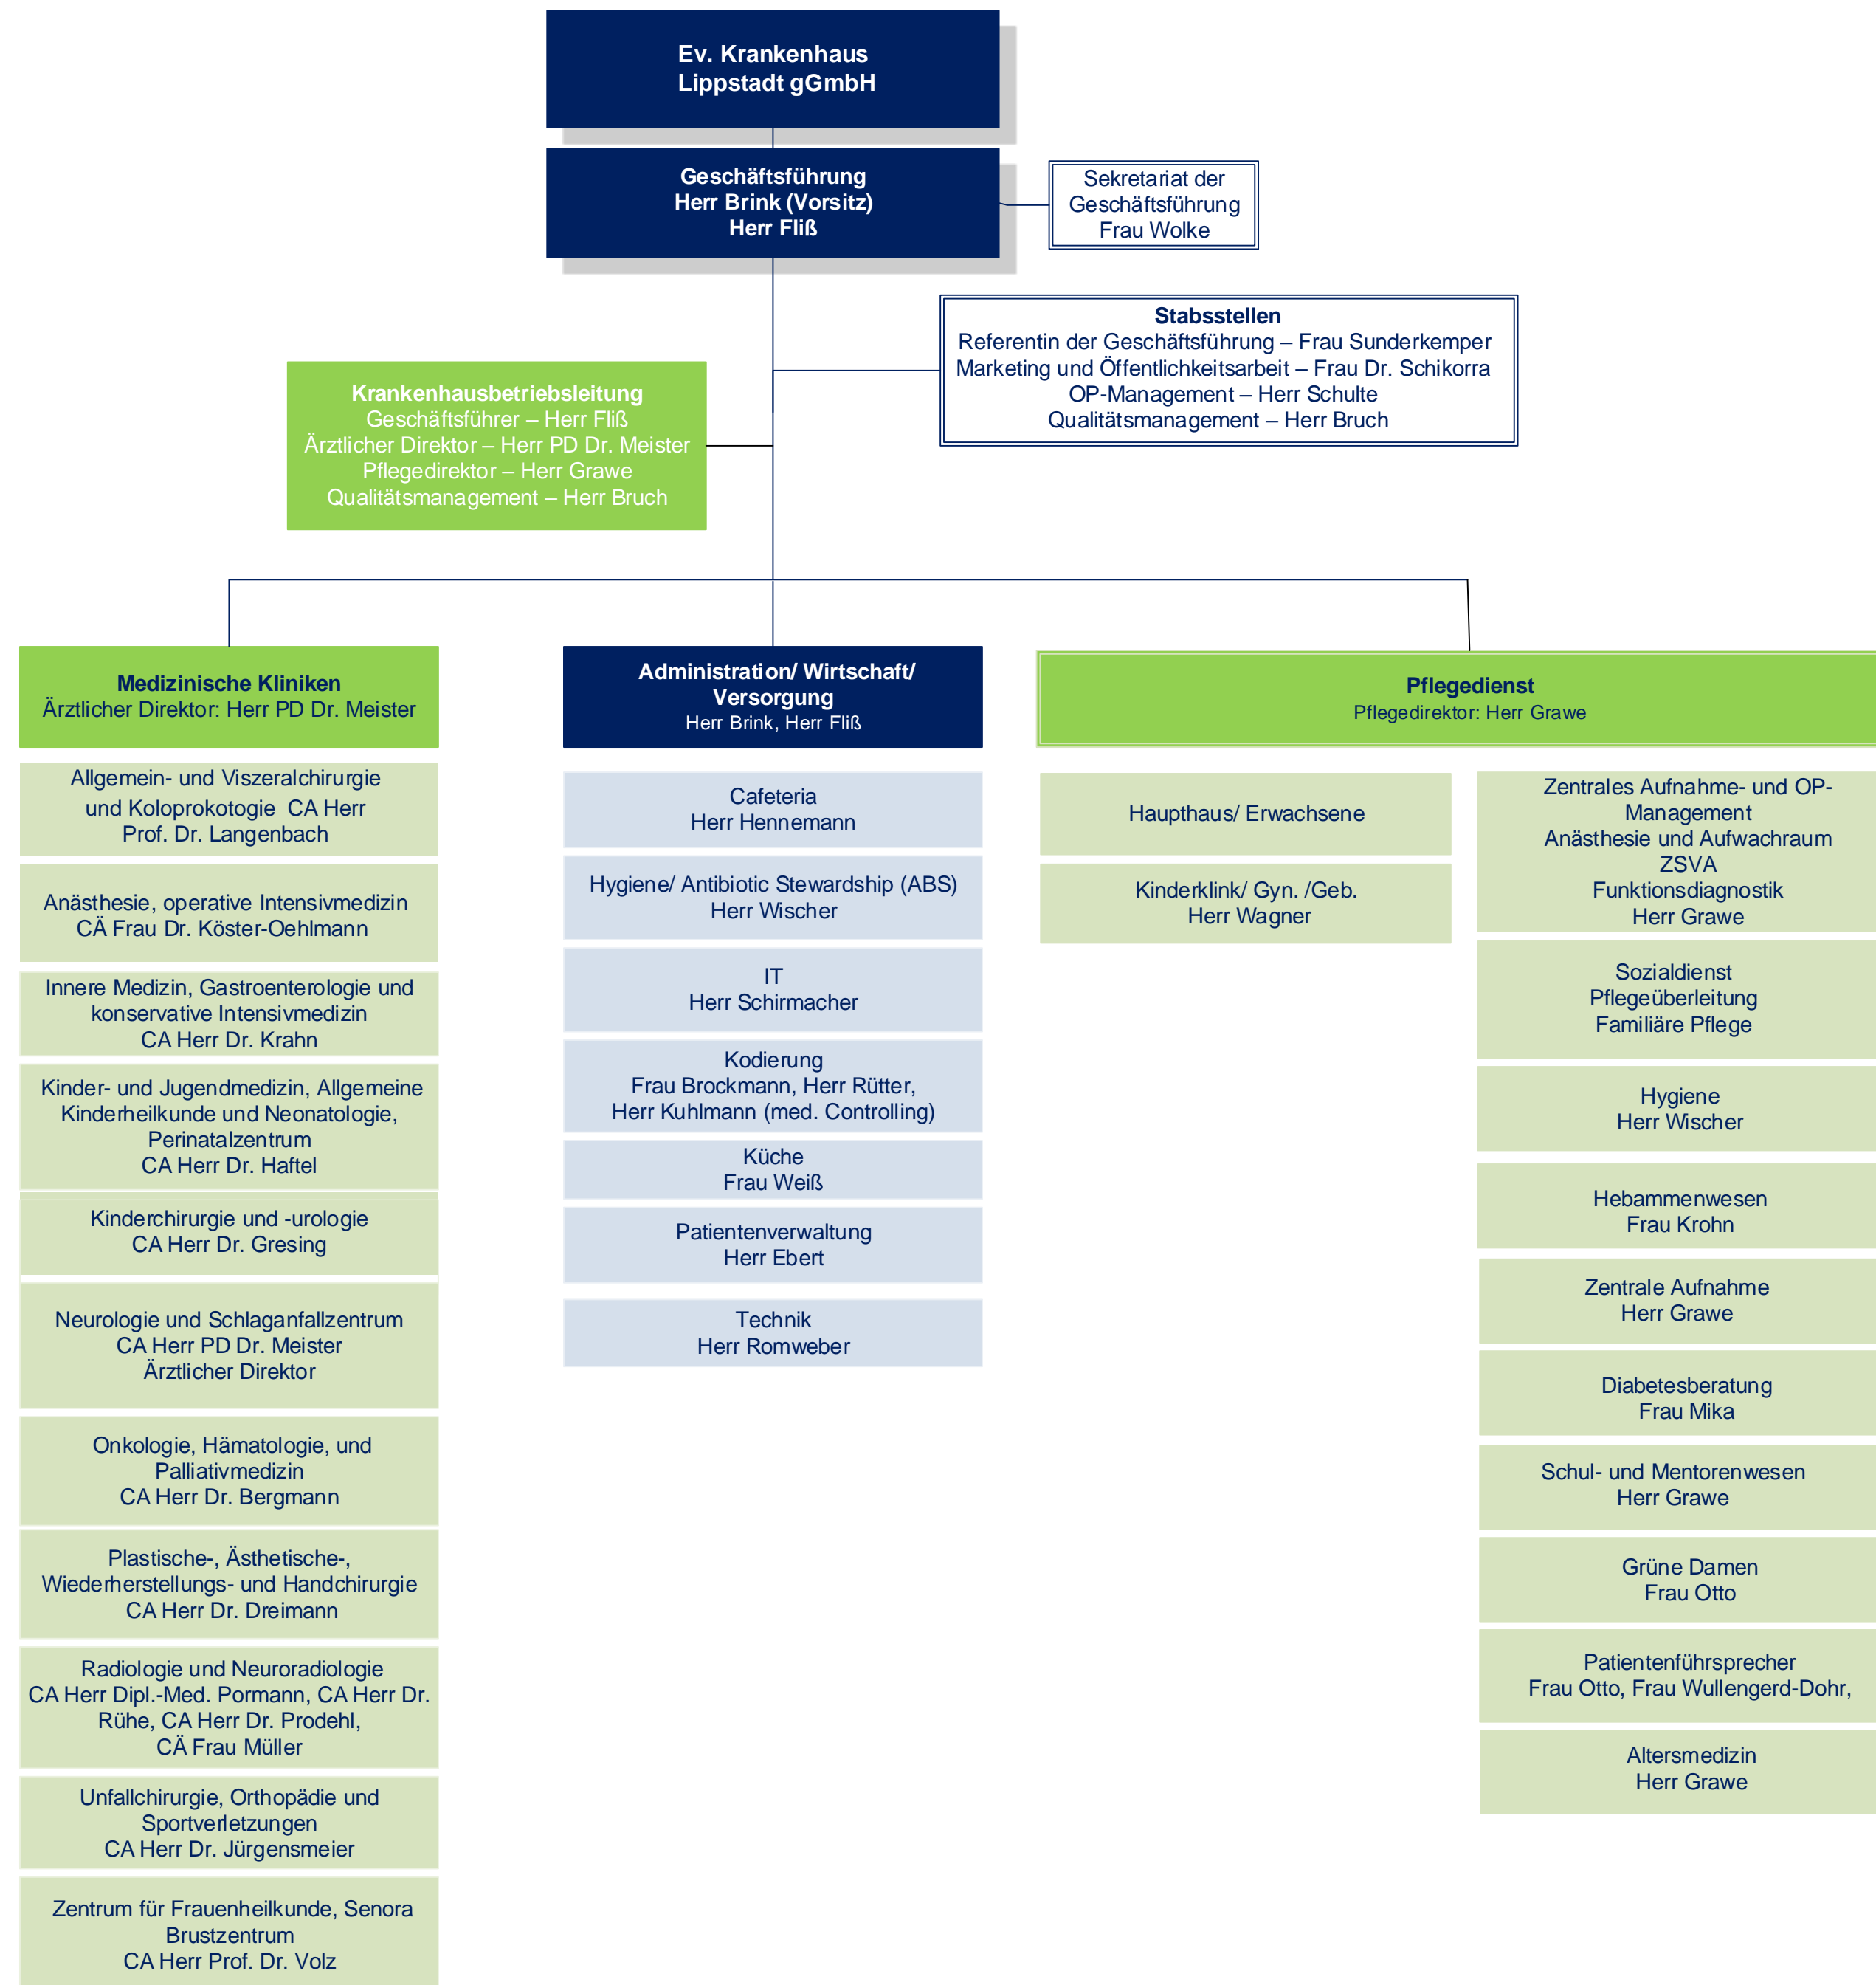 Ev. Krankenhaus
Lippstadt gGmbH
Geschäftsführung
Herr Brink (Vorsitz)
Herr Fliß
Sekretariat der
Geschäftsführung
Frau Wolke
Stabsstellen
Referentin der Geschäftsführung – Frau Sunderkemper
Marketing und Öffentlichkeitsarbeit – Frau Dr. Schikorra
OP-Management – Herr Schulte
Qualitätsmanagement – Herr Bruch
Krankenhausbetriebsleitung
Geschäftsführer – Herr Fliß
Ärztlicher Direktor – Herr PD Dr. Meister
Pflegedirektor – Herr Grawe
Qualitätsmanagement – Herr Bruch
Medizinische Kliniken
Ärztlicher Direktor: Herr PD Dr. Meister
Allgemein- und Viszeralchirurgie
und Koloprokotogie CA Herr
Prof. Dr. Langenbach
Anästhesie, operative Intensivmedizin
CÄ Frau Dr. Köster-Oehlmann
Innere Medizin, Gastroenterologie und
konservative Intensivmedizin
CA Herr Dr. Krahn
Kinder- und Jugendmedizin, Allgemeine
Kinderheilkunde und Neonatologie,
Perinatalzentrum
CA Herr Dr. Haftel
Kinderchirurgie und -urologie
CA Herr Dr. Gresing
Neurologie und Schlaganfallzentrum
CA Herr PD Dr. Meister
Ärztlicher Direktor
Onkologie, Hämatologie, und
Palliativmedizin
CA Herr Dr. Bergmann
Plastische-, Ästhetische-,
Wiederherstellungs- und Handchirurgie
CA Herr Dr. Dreimann
Radiologie und Neuroradiologie
CA Herr Dipl.-Med. Pormann, CA Herr Dr.
Rühe, CA Herr Dr. Prodehl,
CÄ Frau Müller
Unfallchirurgie, Orthopädie und
Sportverletzungen
CA Herr Dr. Jürgensmeier
Zentrum für Frauenheilkunde, Senora
Brustzentrum
CA Herr Prof. Dr. Volz
Administration/ Wirtschaft/
Versorgung
Herr Brink, Herr Fliß
Cafeteria
Herr Hennemann
Hygiene/ Antibiotic Stewardship (ABS)
Herr Wischer
IT
Herr Schirmacher
Kodierung
Frau Brockmann, Herr Rütter,
Herr Kuhlmann (med. Controlling)
Küche
Frau Weiß
Patientenverwaltung
Herr Ebert
Technik
Herr Romweber
Pflegedienst
Pflegedirektor: Herr Grawe
Haupthaus/ Erwachsene
Kinderklink/ Gyn. /Geb.
Herr Wagner
Zentrales Aufnahme- und OP-
Management
Anästhesie und Aufwachraum
ZSVA
Funktionsdiagnostik
Herr Grawe
Sozialdienst
Pflegeüberleitung
Familiäre Pflege
Hygiene
Herr Wischer
Hebammenwesen
Frau Krohn
Zentrale Aufnahme
Herr Grawe
Diabetesberatung
Frau Mika
Schul- und Mentorenwesen
Herr Grawe
Grüne Damen
Frau Otto
Patientenführsprecher
Frau Otto, Frau Wullengerd-Dohr,
Altersmedizin
Herr Grawe